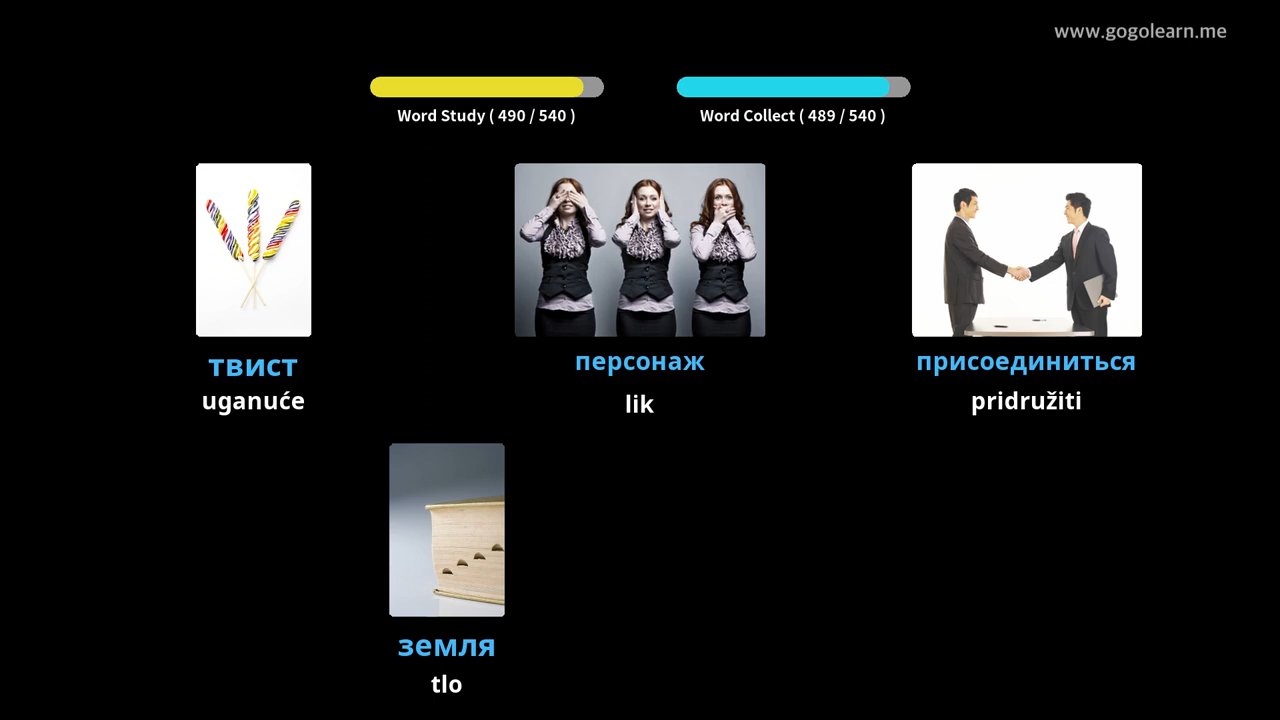 www.gogolearn.me
Word Study ( 490 / 540 )
Word Collect ( 489 / 540 )
твист
uganuće
персонаж
lik
присоединиться
pridružiti
земля
tlo